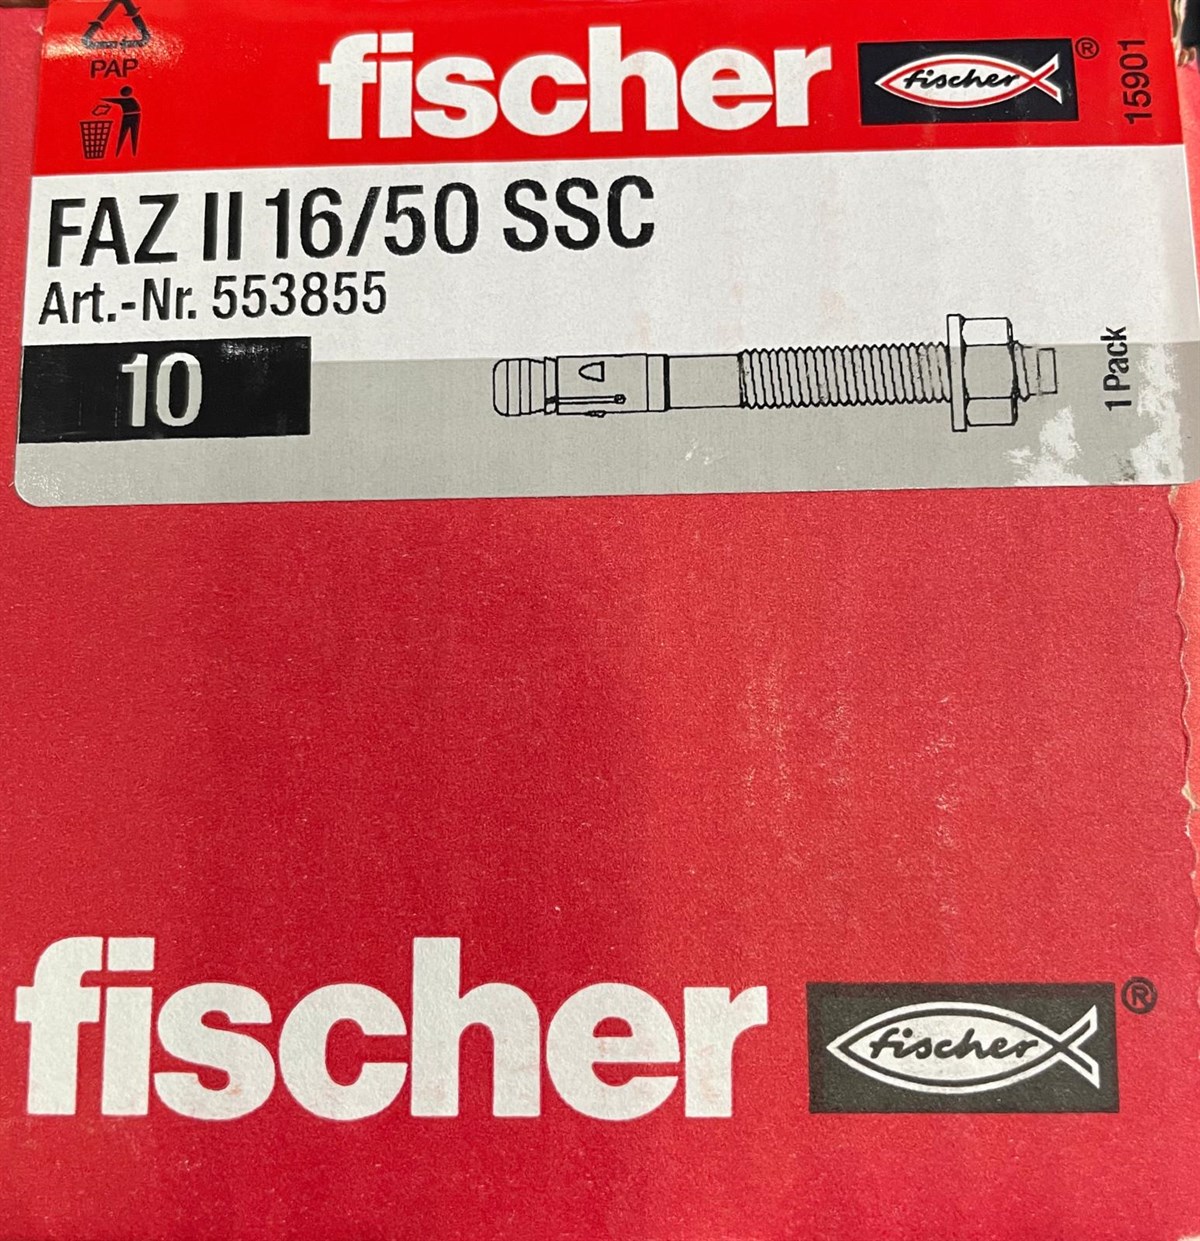 PAP
fischer
fischer ®
15901
FAZ II 16/50 SSC
Art.-Nr. 553855
10
1 Pack
fischer
fischer ®